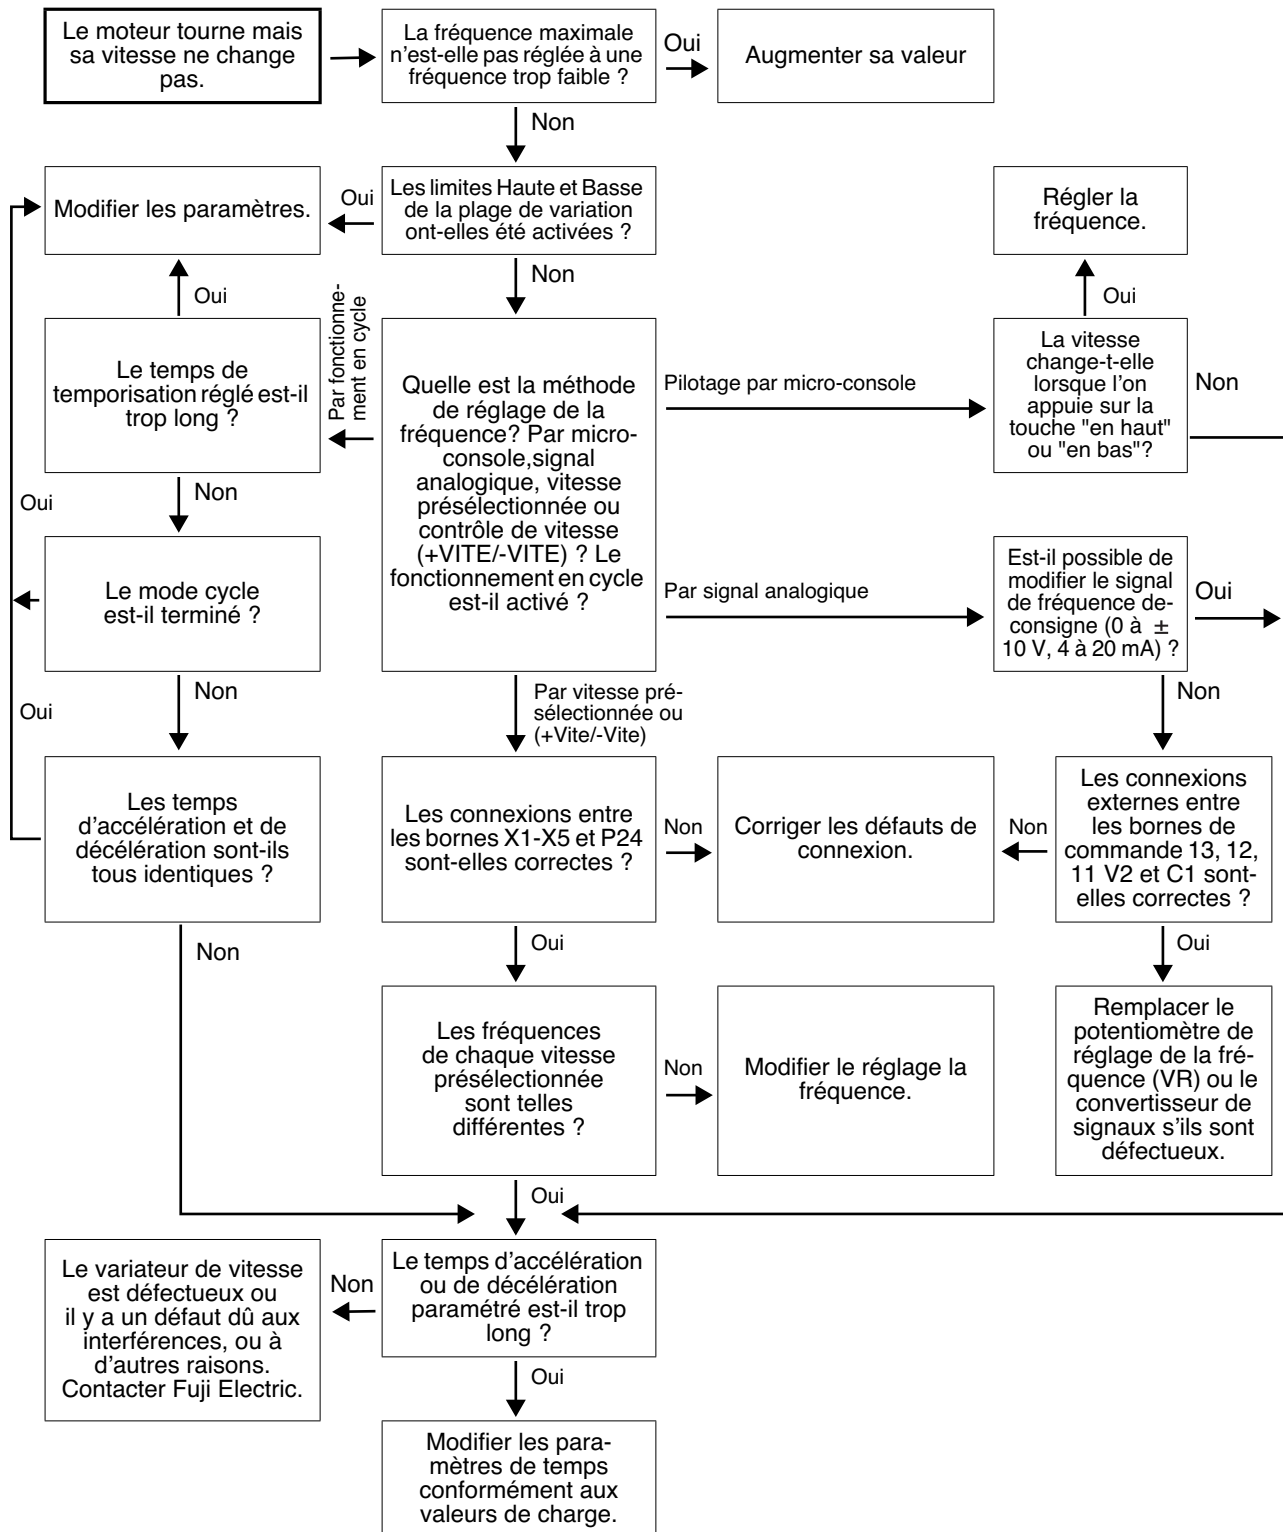 Le moteur tourne mais
sa vitesse ne change
pas.
La fréquence maximale
n'est-elle pas réglée à une
fréquence trop faible ?
Oui
Augmenter sa valeur
Non
Modifier les paramètres.
Oui
Les limites Haute et Basse
de la plage de variation
ont-elles été activées ?
Régler la
fréquence.
Oui
Non
Oui
Le temps de
temporisation réglé est-il
trop long ?
Par fonctionne-
ment en cycle
Quelle est la méthode
de réglage de la
fréquence? Par micro-
console,signal
analogique, vitesse
présélectionnée ou
contrôle de vitesse
(+VITE/-VITE) ? Le
fonctionnement en cycle
est-il activé ?
Pilotage par micro-console
La vitesse
change-t-elle
lorsque l'on
appuie sur la
touche "en haut"
ou "en bas"?
Non
Non
Oui
Le mode cycle
est-il terminé ?
Par signal analogique
Est-il possible de
modifier le signal
de fréquence de-
consigne (0 à ±
10 V, 4 à 20 mA) ?
Oui
Non
Oui
Par vitesse pré-
sélectionnée ou
(+Vite/-Vite)
Non
Les temps
d'accélération et de
décélération sont-ils
tous identiques ?
Les connexions entre
les bornes X1-X5 et P24
sont-elles correctes ?
Non
Corriger les défauts de
connexion.
Non
Les connexions
externes entre
les bornes de
commande 13, 12,
11 V2 et C1 sont-
elles correctes ?
Non
Oui
Oui
Les fréquences
de chaque vitesse
présélectionnée
sont telles
différentes ?
Non
Modifier le réglage la
fréquence.
Remplacer le
potentiomètre de
réglage de la fré-
quence (VR) ou le
convertisseur de
signaux s'ils sont
défectueux.
Oui
Le variateur de vitesse
est défectueux ou
il y a un défaut dû aux
interférences, ou à
d'autres raisons.
Contacter Fuji Electric.
Non
Le temps d'accélération
ou de décélération
paramétré est-il trop
long ?
Oui
Modifier les para-
mètres de temps
conformément aux
valeurs de charge.